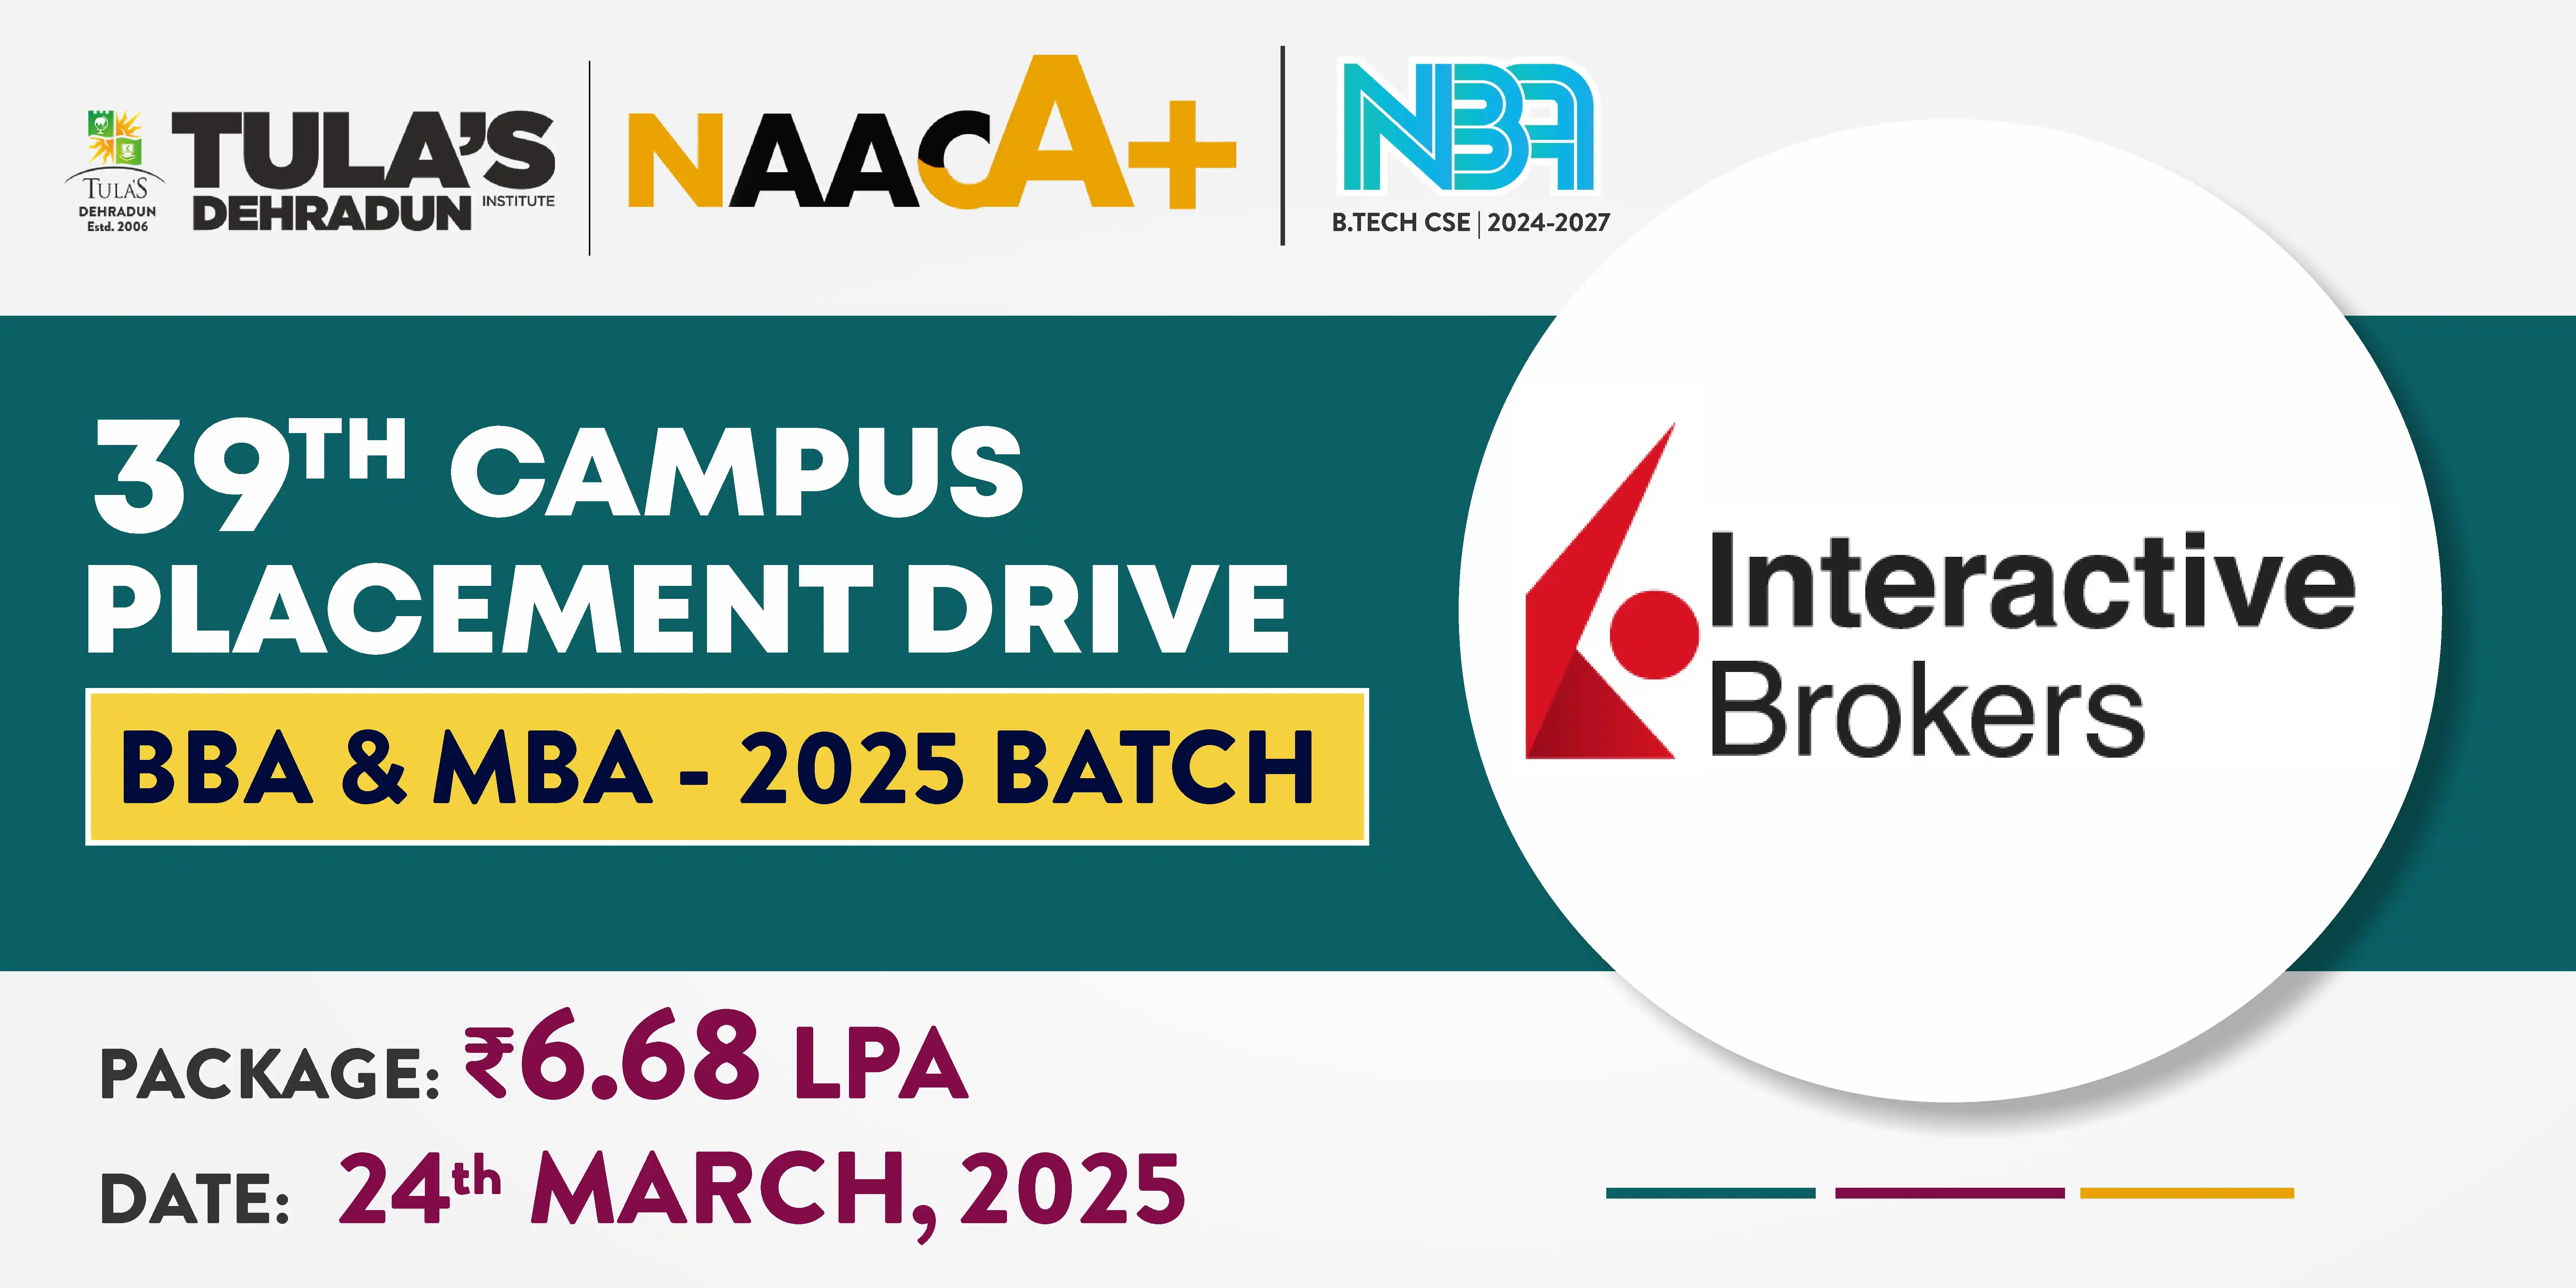 TULA'S
DEHRADUN
Estd. 2006
TULA'S
DEHRADUN INSTITUTE
NAAC A+
NBA
B.TECH CSE | 2024-2027
39TH CAMPUS
PLACEMENT DRIVE
BBA & MBA - 2025 BATCH
Interactive
Brokers
PACKAGE: ₹6.68 LPA
DATE: 24th MARCH, 2025